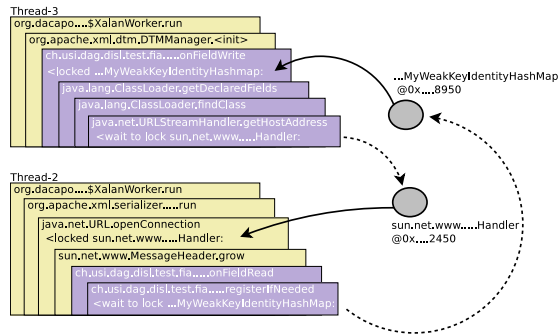 Thread-3
org.dacapo....$XalanWorker.run
org.apache.xml.dtm.DTMManager.<init>
ch.usi.dag.disl.test.fia....onFieldWrite
<locked ...MyWeakKeyIdentityHashmap:
java.lang.ClassLoader.getDeclaredFields
java.lang.ClassLoader.findClass
java.net.URLStreamHandler.getHostAddress
<wait to lock sun.net.www.....Handler:
...MyWeakKeyIdentityHashMap
@0x....8950
Thread-2
org.dacapo....$XalanWorker.run
org.apache.xml.serializer....run
java.net.URL.openConnection
<locked sun.net.www.....Handler:
sun.net.www.MessageHeader.grow
ch.usi.dag.disl.test.fia....onFieldRead
ch.usi.dag.disl.test.fia....registerIfNeeded
<wait to lock ...MyWeakKeyIdentityHashMap:
sun.net.www.....Handler
@0x....2450